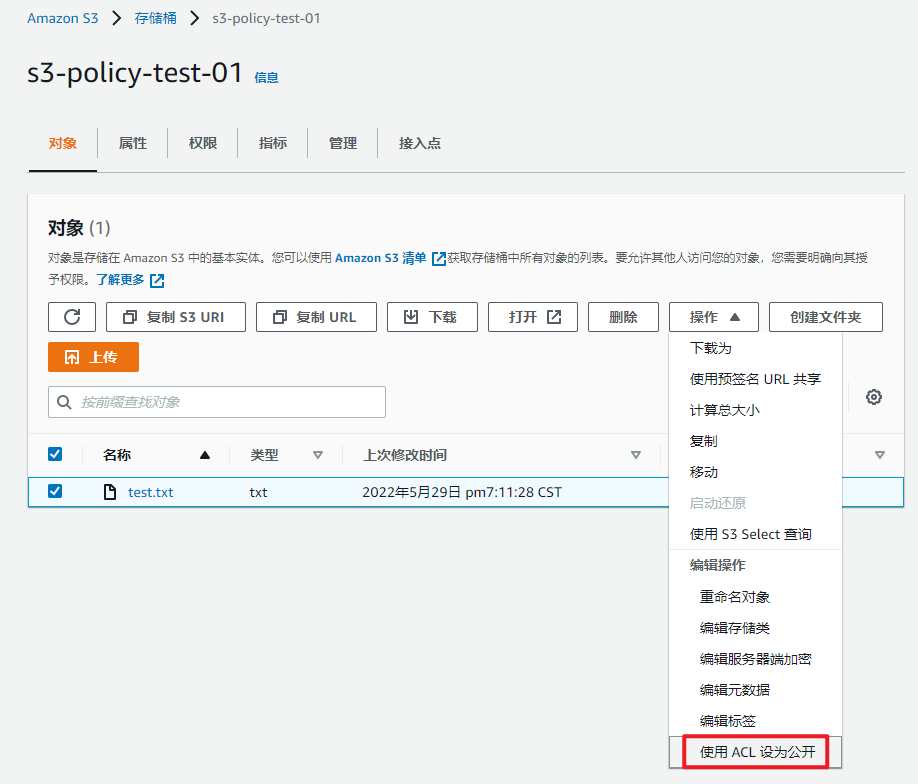 Amazon S3 > 存储桶 > s3-policy-test-01
s3-policy-test-01 信息
对象 属性 权限 指标 管理 接入点
对象 (1)
对象是存储在 Amazon S3 中的基本实体。您可以使用 Amazon S3 清单 获取存储桶中所有对象的列表。要允许其他人访问您的对象，您需要明确向其授
予权限。了解更多
复制 S3 URI 复制 URL 下载 打开 删除 操作 创建文件夹
上传
按前缀查找对象
名称 类型 上次修改时间
test.txt txt 2022年5月29日 pm7:11:28 CST
下载为
使用预签名 URL 共享
计算总大小
复制
移动
启动还原
使用 S3 Select 查询
编辑操作
重命名对象
编辑存储类
编辑服务器端加密
编辑元数据
编辑标签
使用 ACL 设为公开